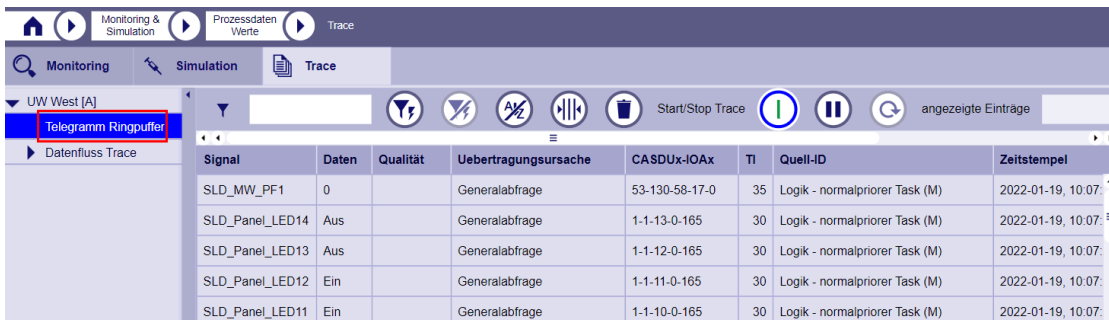 Monitoring &
Simulation
Prozessdaten
Werte
Trace
Monitoring
Simulation
Trace
UW West [A]
Telegramm Ringpuffer
Datenfluss Trace
Start/Stop Trace
angezeigte Einträge
Signal Daten Qualität Uebertragungsursache CASDUx-IOAx TI Quell-ID Zeitstempel
SLD_MW_PF1 0 Generalabfrage 53-130-58-17-0 35 Logik - normalpriorer Task (M) 2022-01-19, 10:07:
SLD_Panel_LED14 Aus Generalabfrage 1-1-13-0-165 30 Logik - normalpriorer Task (M) 2022-01-19, 10:07:
SLD_Panel_LED13 Aus Generalabfrage 1-1-12-0-165 30 Logik - normalpriorer Task (M) 2022-01-19, 10:07:
SLD_Panel_LED12 Ein Generalabfrage 1-1-11-0-165 30 Logik - normalpriorer Task (M) 2022-01-19, 10:07:
SLD_Panel_LED11 Ein Generalabfrage 1-1-10-0-165 30 Logik - normalpriorer Task (M) 2022-01-19, 10:07: